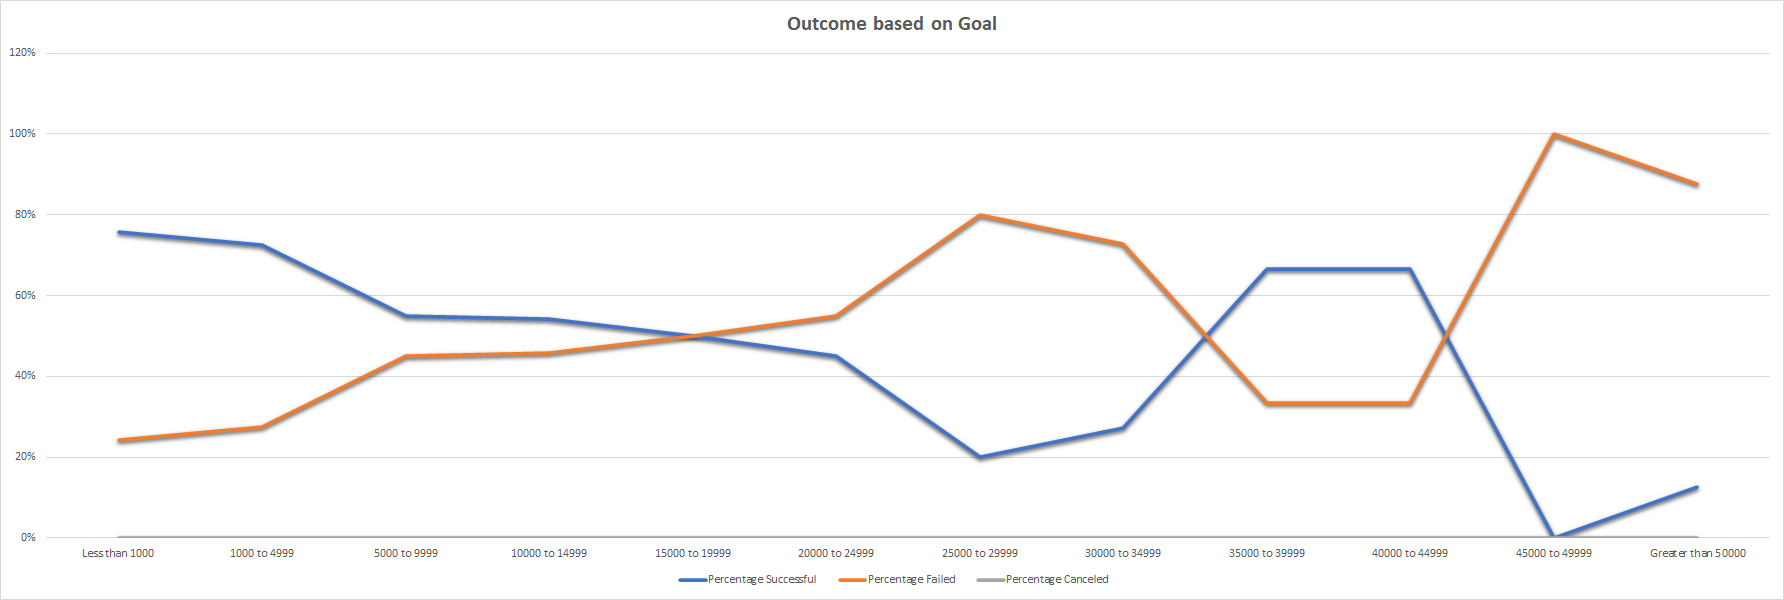 Outcome based on Goal
120%
100%
80%
60%
40%
20%
0%
Less than 1000 1000 to 4999 5000 to 9999 10000 to 14999 15000 to 19999 20000 to 24999 25000 to 29999 30000 to 34999 35000 to 39999 40000 to 44999 45000 to 49999 Greater than 50000
Percentage Successful Percentage Failed Percentage Canceled